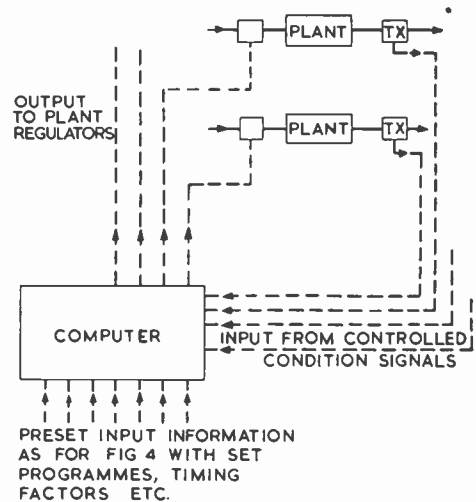 PLANT
TX
OUTPUT
TO PLANT
REGULATORS
PLANT
TX
COMPUTER
INPUT FROM CONTROLLED
CONDITION SIGNALS
PRESET INPUT INFORMATION
AS FOR FIG 4 WITH SET
PROGRAMMES, TIMING
FACTORS ETC.